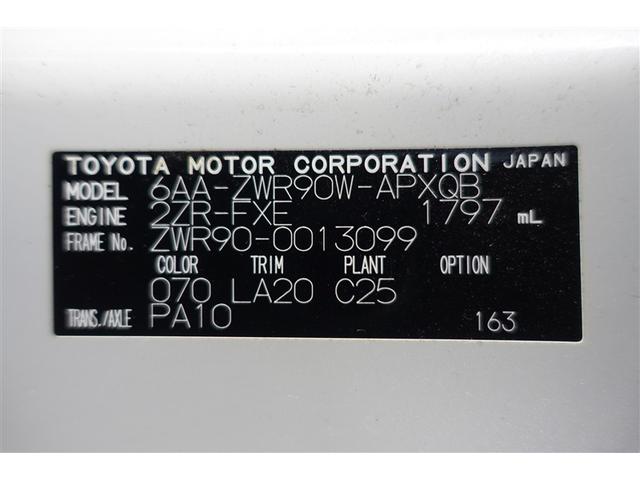 TOYOTA MOTOR CORPORATION JAPAN
MODEL 6AA-ZWR90W-APXQB
ENGINE 2ZR-FXE 1797 mL
FRAME No. ZWR90-0013099
COLOR TRIM PLANT OPTION
070 LA20 C25
TRANS./AXLE PA10 163